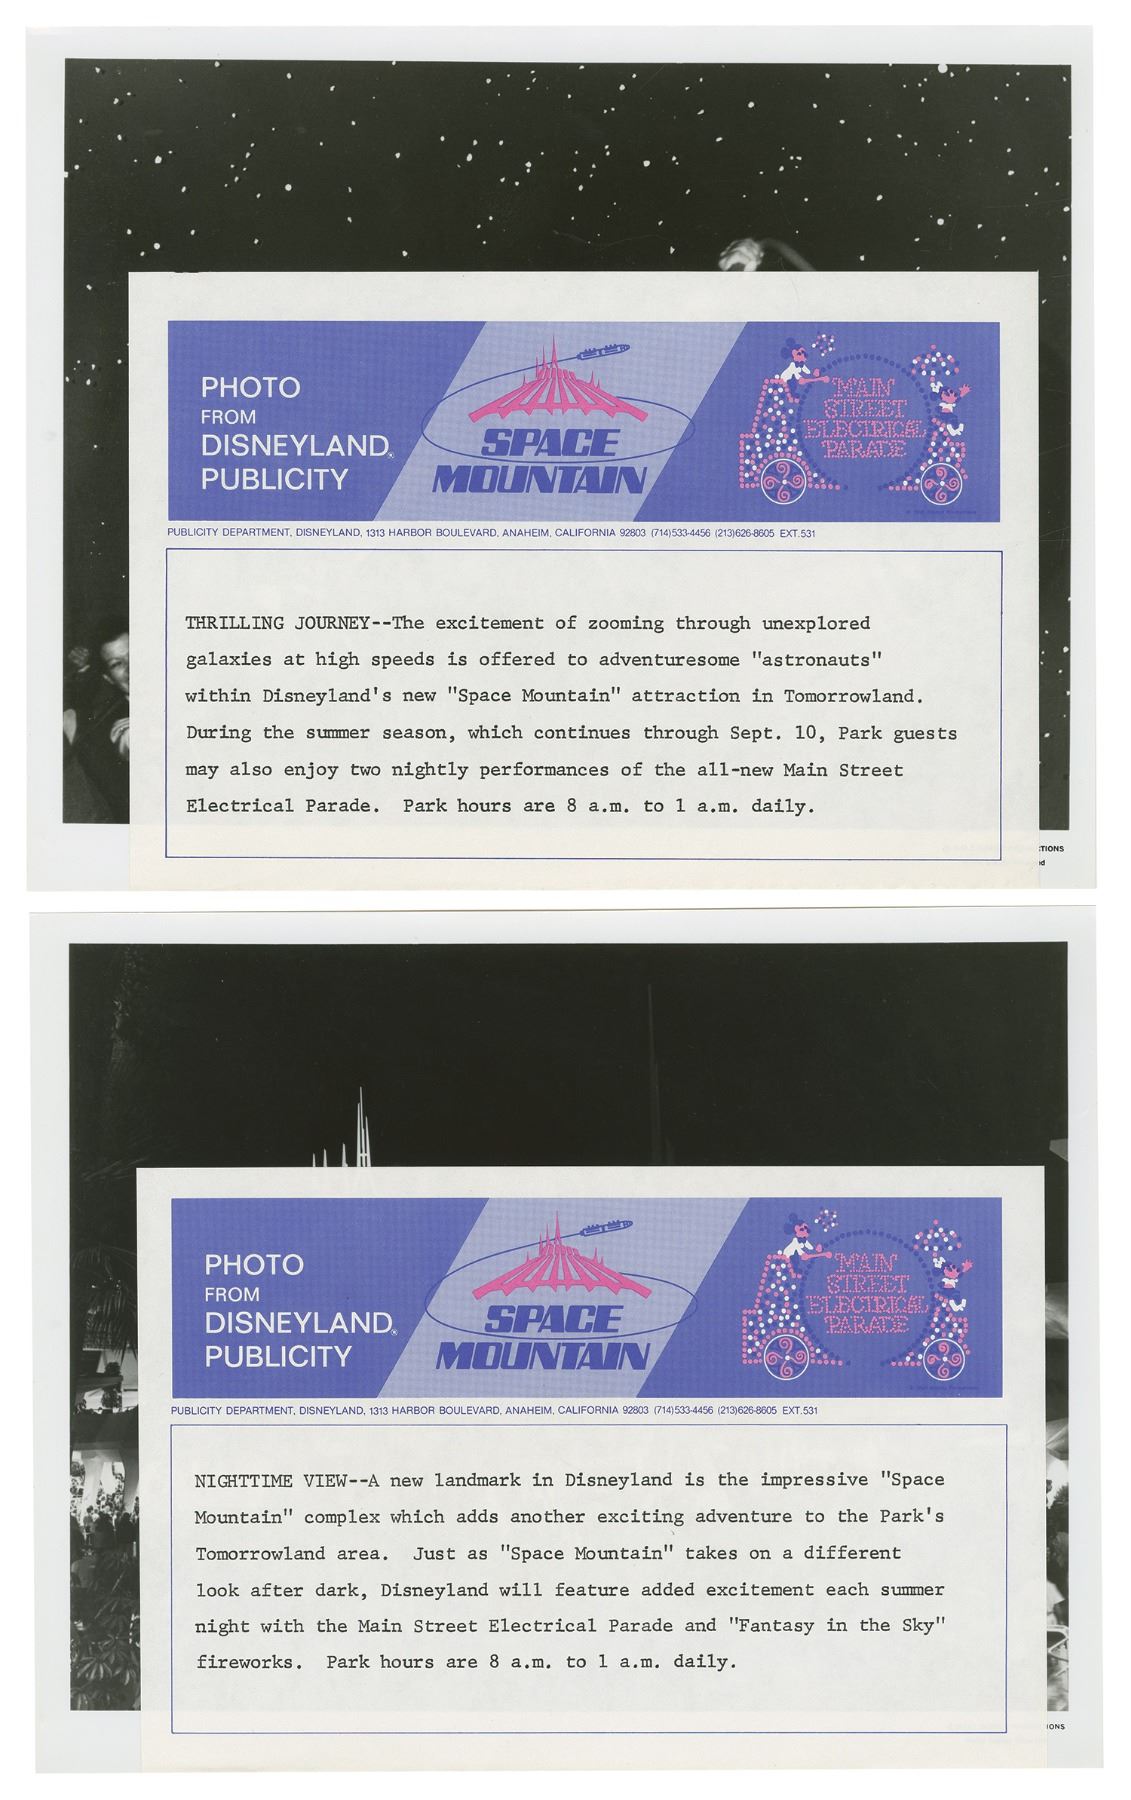 PHOTO
FROM
DISNEYLAND®
PUBLICITY
SPACE
MOUNTAIN
MAIN
STREET
ELECTRICAL
PARADE
PUBLICITY DEPARTMENT, DISNEYLAND, 1313 HARBOR BOULEVARD, ANAHEIM, CALIFORNIA 92803 (714)533-4456 (213)626-8605 EXT.531
THRILLING JOURNEY--The excitement of zooming through unexplored
galaxies at high speeds is offered to adventuresome "astronauts"
within Disneyland's new "Space Mountain" attraction in Tomorrowland.
During the summer season, which continues through Sept. 10, Park guests
may also enjoy two nightly performances of the all-new Main Street
Electrical Parade. Park hours are 8 a.m. to 1 a.m. daily.
TIONS
d
PHOTO
FROM
DISNEYLAND®
PUBLICITY
SPACE
MOUNTAIN
MAIN
STREET
ELECTRICAL
PARADE
PUBLICITY DEPARTMENT, DISNEYLAND, 1313 HARBOR BOULEVARD, ANAHEIM, CALIFORNIA 92803 (714)533-4456 (213)626-8605 EXT.531
NIGHTTIME VIEW--A new landmark in Disneyland is the impressive "Space
Mountain" complex which adds another exciting adventure to the Park's
Tomorrowland area. Just as "Space Mountain" takes on a different
look after dark, Disneyland will feature added excitement each summer
night with the Main Street Electrical Parade and "Fantasy in the Sky"
fireworks. Park hours are 8 a.m. to 1 a.m. daily.
IONS